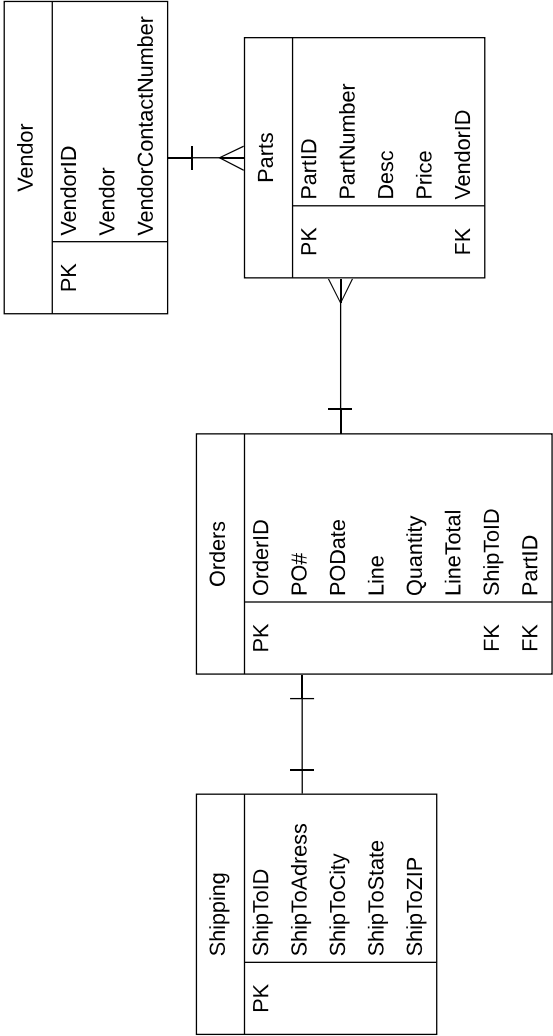 Shipping
PK ShipToID
ShipToAdress
ShipToCity
ShipToState
ShipToZIP
Orders
PK OrderID
PO#
PODate
Line
Quantity
LineTotal
FK ShipToID
FK PartID
Vendor
PK VendorID
Vendor
VendorContactNumber
Parts
PK PartID
PartNumber
Desc
Price
FK VendorID